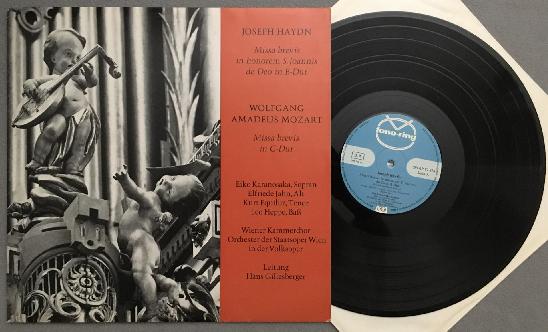 JOSEPH HAYDN
Missa brevis
in honorem S. Joannis
de Deo in B-Dur
WOLFGANG
AMADEUS MOZART
Missa brevis
in C-Dur
Eiko Katanosaka, Sopran
Elfriede Jahn, Alt
Kurt Equiluz, Tenor
Leo Heppe, Baß
Wiener Kammerchor
Orchester der Staatsoper Wien
in der Volksoper
Leitung
Hans Gillesberger
fono-ring